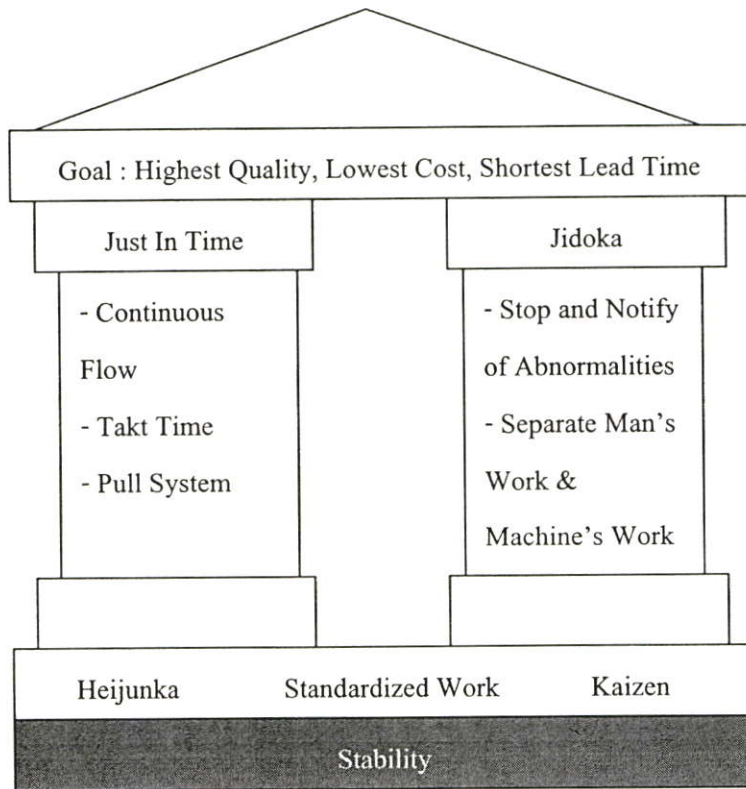 Goal : Highest Quality, Lowest Cost, Shortest Lead Time
Just In Time
- Continuous
Flow
- Takt Time
- Pull System
Jidoka
- Stop and Notify
of Abnormalities
- Separate Man's
Work &
Machine's Work
Heijunka
Standardized Work
Kaizen
Stability